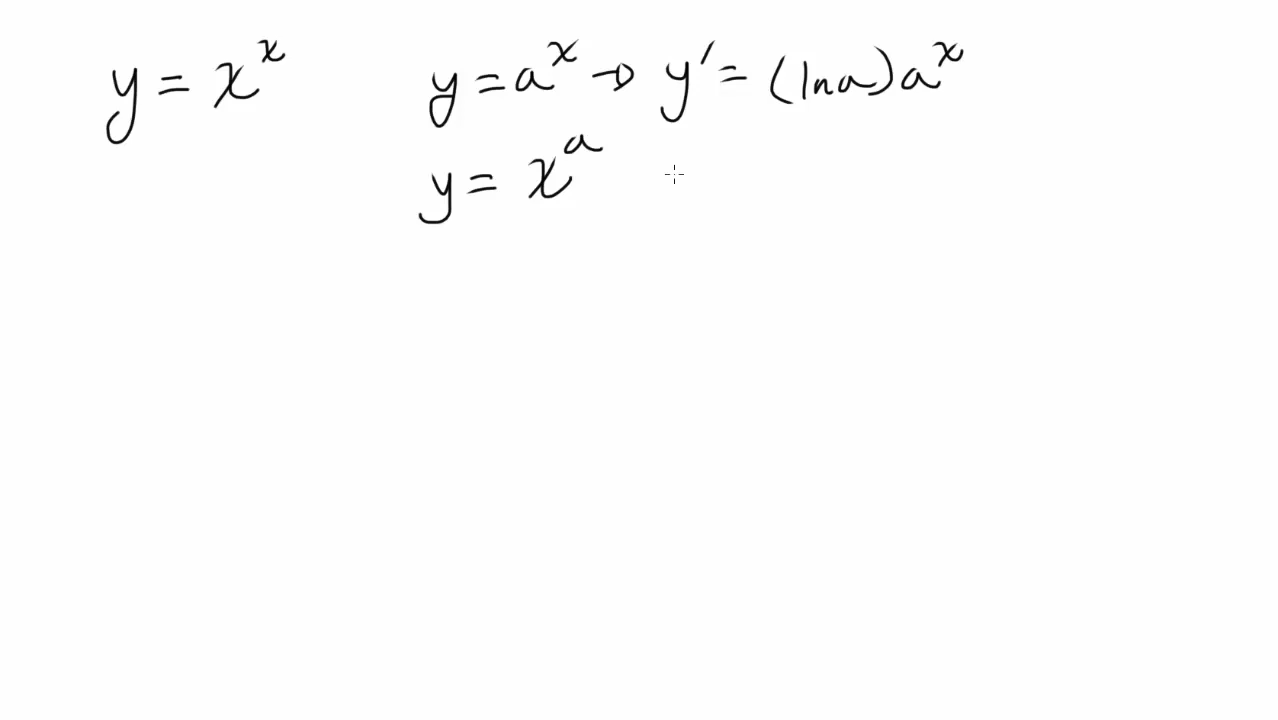 y = x^x    y = a^x → y' = (ln a) a^x
y = x^a